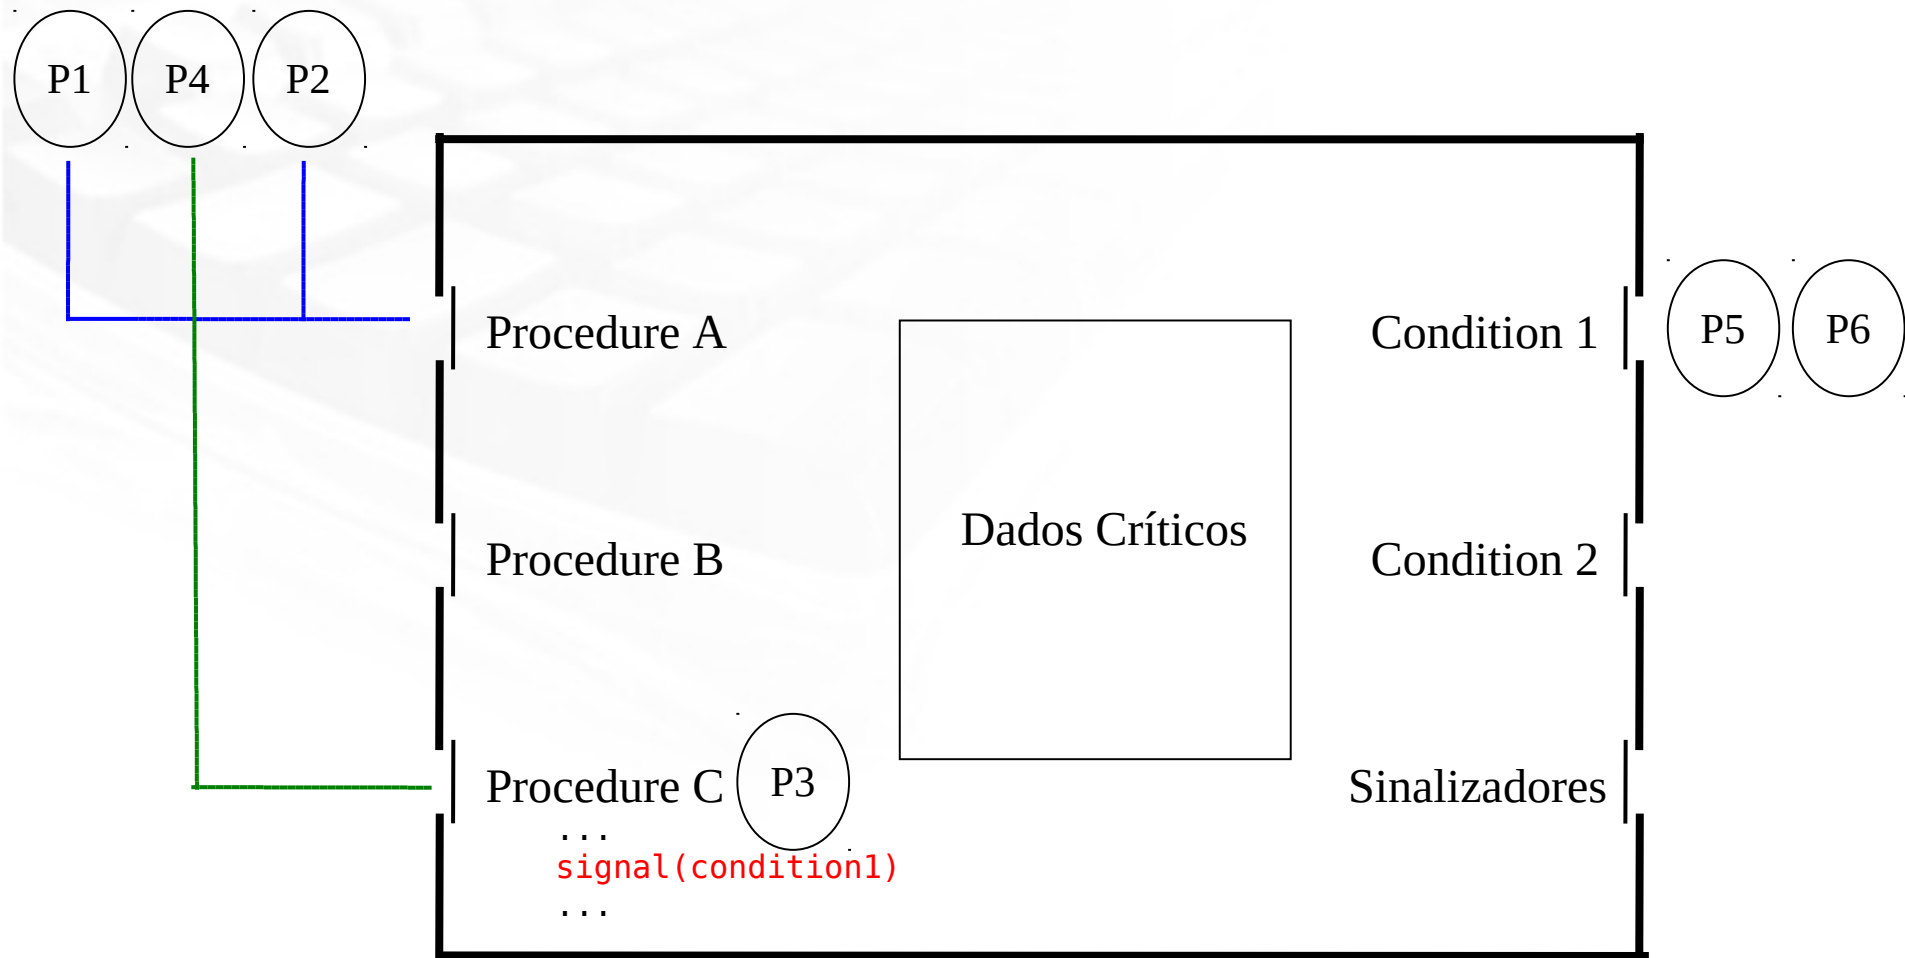 P1 P4 P2
Procedure A
Condition 1
P5 P6
Dados Críticos
Procedure B
Condition 2
Procedure C
P3
Sinalizadores
...
signal(condition1)
...